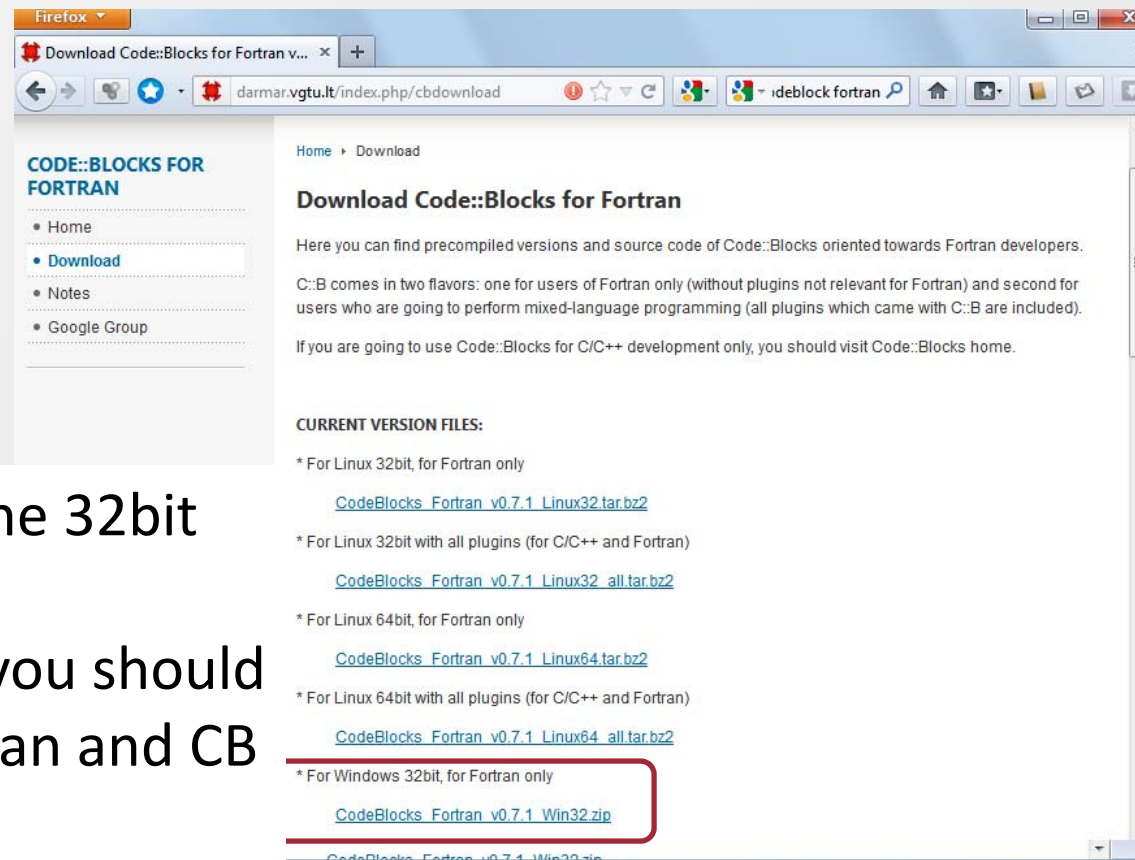 Firefox
Download Code::Blocks for Fortran v...
darmar.vgtu.lt/index.php/cbdownload
deblock fortran
CODE::BLOCKS FOR
FORTRAN
Home
Download
Notes
Google Group
Home ▸ Download
Download Code::Blocks for Fortran
Here you can find precompiled versions and source code of Code::Blocks oriented towards Fortran developers.
C::B comes in two flavors: one for users of Fortran only (without plugins not relevant for Fortran) and second for
users who are going to perform mixed-language programming (all plugins which came with C::B are included).
If you are going to use Code::Blocks for C/C++ development only, you should visit Code::Blocks home.
CURRENT VERSION FILES:
* For Linux 32bit, for Fortran only
CodeBlocks_Fortran_v0.7.1_Linux32.tar.bz2
* For Linux 32bit with all plugins (for C/C++ and Fortran)
CodeBlocks_Fortran_v0.7.1_Linux32_all.tar.bz2
* For Linux 64bit, for Fortran only
CodeBlocks_Fortran_v0.7.1_Linux64.tar.bz2
* For Linux 64bit with all plugins (for C/C++ and Fortran)
CodeBlocks_Fortran_v0.7.1_Linux64_all.tar.bz2
* For Windows 32bit, for Fortran only
CodeBlocks_Fortran_v0.7.1_Win32.zip
CodeBlocks_Fortran_v0.7.1_Win32.zip
he 32bit
you should
an and CB